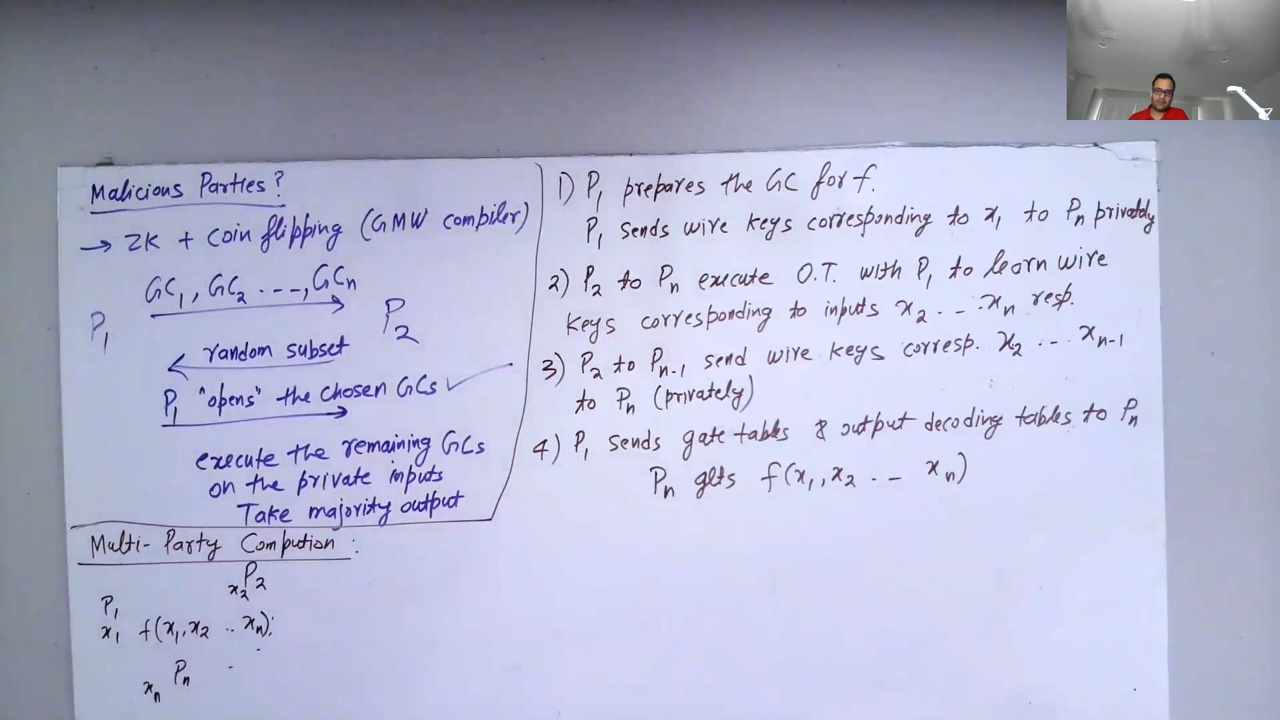 Malicious Parties?
→ ZK + coin flipping (GMW compiler)
GC₁, GC₂ ----, GCₙ
P₁ P₂
random subset
P₁ "opens" the chosen GCs ✓
execute the remaining GCs
on the private inputs
Take majority output
Multi-Party Compution :
P₂
x₂
P₁
x₁ f(x₁, x₂ .. xₙ);
Pₙ
xₙ
1) P₁ prepares the GC for f.
P₁ sends wire keys corresponding to x₁ to Pₙ privately
2) P₂ to Pₙ execute O.T. with P₁ to learn wire
keys corresponding to inputs x₂ . -- xₙ resp.
3) P₂ to Pₙ₋₁ send wire keys corresp. x₂ -- xₙ₋₁
to Pₙ (privately)
4) P₁ sends gate tables & output decoding tables to Pₙ
Pₙ gets f(x₁, x₂ . -- xₙ)